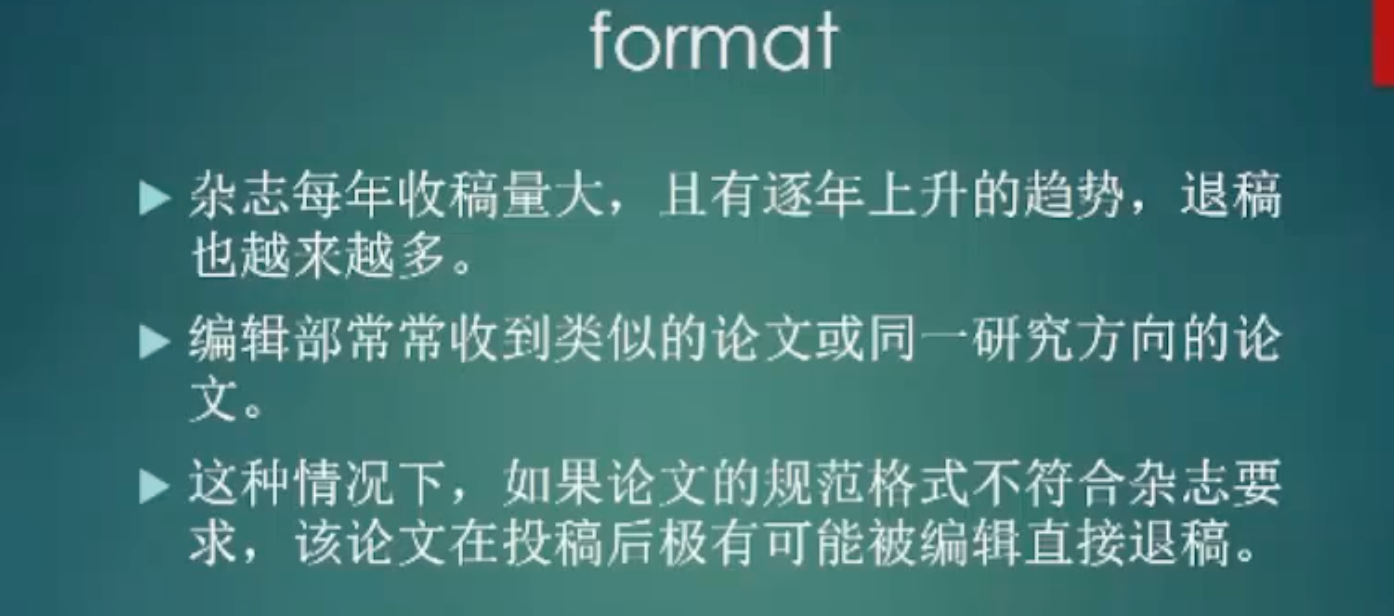 format
杂志每年收稿量大，且有逐年上升的趋势，退稿
也越来越多。
编辑部常常收到类似的论文或同一研究方向的论
文。
这种情况下，如果论文的规范格式不符合杂志要
求，该论文在投稿后极有可能被编辑直接退稿。